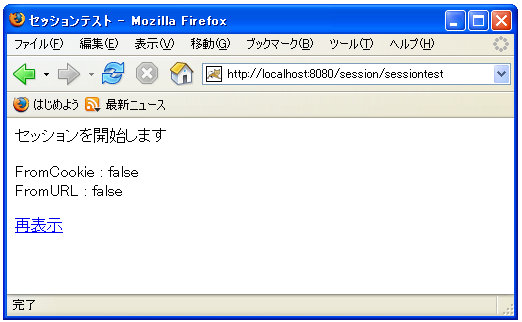 セッションテスト - Mozilla Firefox
ファイル(F) 編集(E) 表示(V) 移動(G) ブックマーク(B) ツール(T) ヘルプ(H)
http://localhost:8080/session/sessiontest
はじめよう 最新ニュース
セッションを開始します
FromCookie : false
FromURL : false
再表示
完了